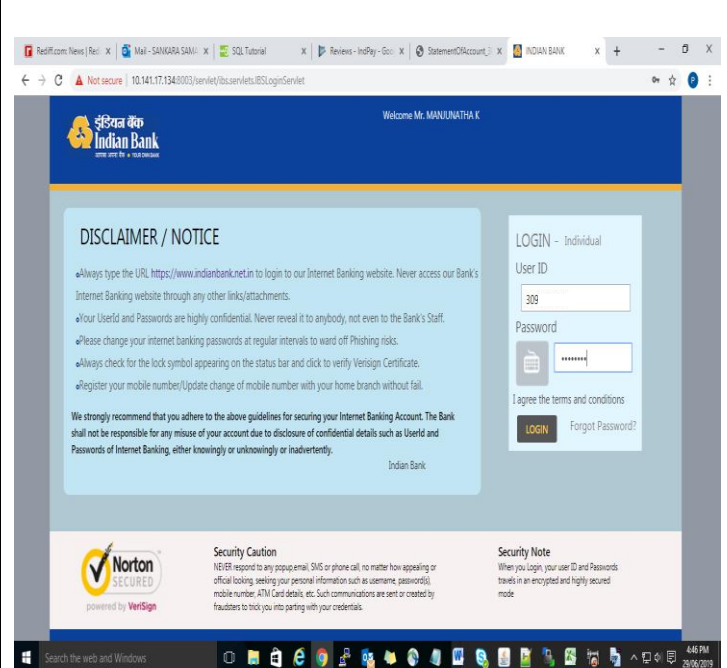 Rediff.com: News | Red
Mail - SANKARA SAM
SQL Tutorial
Reviews - IndPay - Goo
StatementOfAccount_
INDIAN BANK
Not secure | 10.141.17.134:8003/servlet/ibs.servlets.IBSLoginServlet
इंडियन बैंक
Indian Bank
Welcome Mr. MANJUNATHA K
DISCLAIMER / NOTICE
Always type the URL https://www.indianbank.net.in to login to our Internet Banking website. Never access our Bank's
Internet Banking website through any other links/attachments.
Your UserId and Passwords are highly confidential. Never reveal it to anybody, not even to the Bank's Staff.
Please change your internet banking passwords at regular intervals to ward off Phishing risks.
Always check for the lock symbol appearing on the status bar and click to verify Verisign Certificate.
Register your mobile number/Update change of mobile number with your home branch without fail.
We strongly recommend that you adhere to the above guidelines for securing your Internet Banking Account. The Bank
shall not be responsible for any misuse of your account due to disclosure of confidential details such as UserId and
Passwords of Internet Banking, either knowingly or unknowingly or inadvertently.
Indian Bank
LOGIN - Individual
User ID
309
Password
••••••••
I agree the terms and conditions
LOGIN
Forgot Password?
Norton
SECURED
powered by VeriSign
Security Caution
NEVER respond to any popup,email, SMS or phone call, no matter how appealing or
official looking, seeking your personal information such as username, password(s),
mobile number, ATM Card details, etc. Such communications are sent or created by
fraudsters to trick you into parting with your credentials.
Security Note
When you Login, your user ID and Passwords
travels in an encrypted and highly secured
mode
Search the web and Windows
4:46 PM
29/06/2019